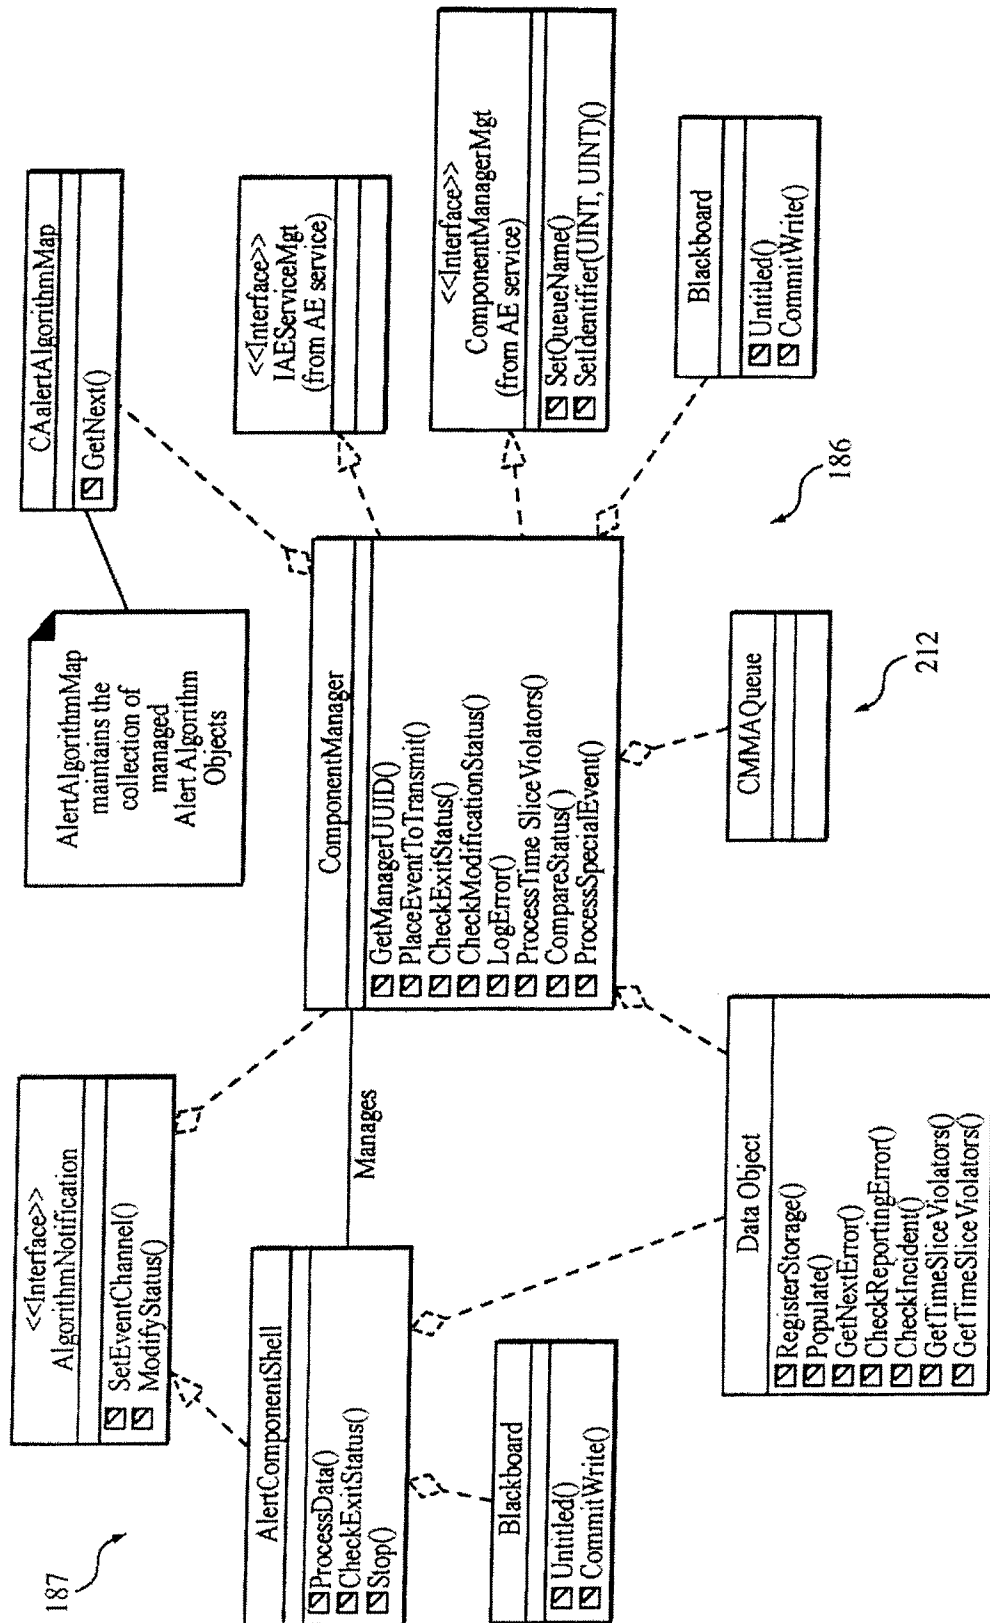 187
<<Interface>>
AlgorithmNotification
SetEventChannel()
ModifyStatus()
AlertAlgorithmMap
maintains the
collection of
managed
Alert Algorithm
Objects
CAalertAlgorithmMap
GetNext()
<<Interface>>
IAEServiceMgt
(from AE service)
AlertComponentShell
ProcessData()
CheckExitStatus()
Stop()
Manages
ComponentManager
GetManagerUUID()
PlaceEventToTransmit()
CheckExitStatus()
CheckModificationStatus()
LogError()
ProcessTime SliceViolators()
CompareStatus()
ProcessSpecialEvent()
<<Interface>>
ComponentManagerMgt
(from AE service)
SetQueueName()
SetIdentifier(UINT, UINT)()
Blackboard
Untitled()
CommitWrite()
Data Object
RegisterStorage()
Populate()
GetNextError()
CheckReportingError()
CheckIncident()
GetTimeSliceViolators()
GetTimeSliceViolators()
CMMAQueue
212
186
Blackboard
Untitled()
CommitWrite()